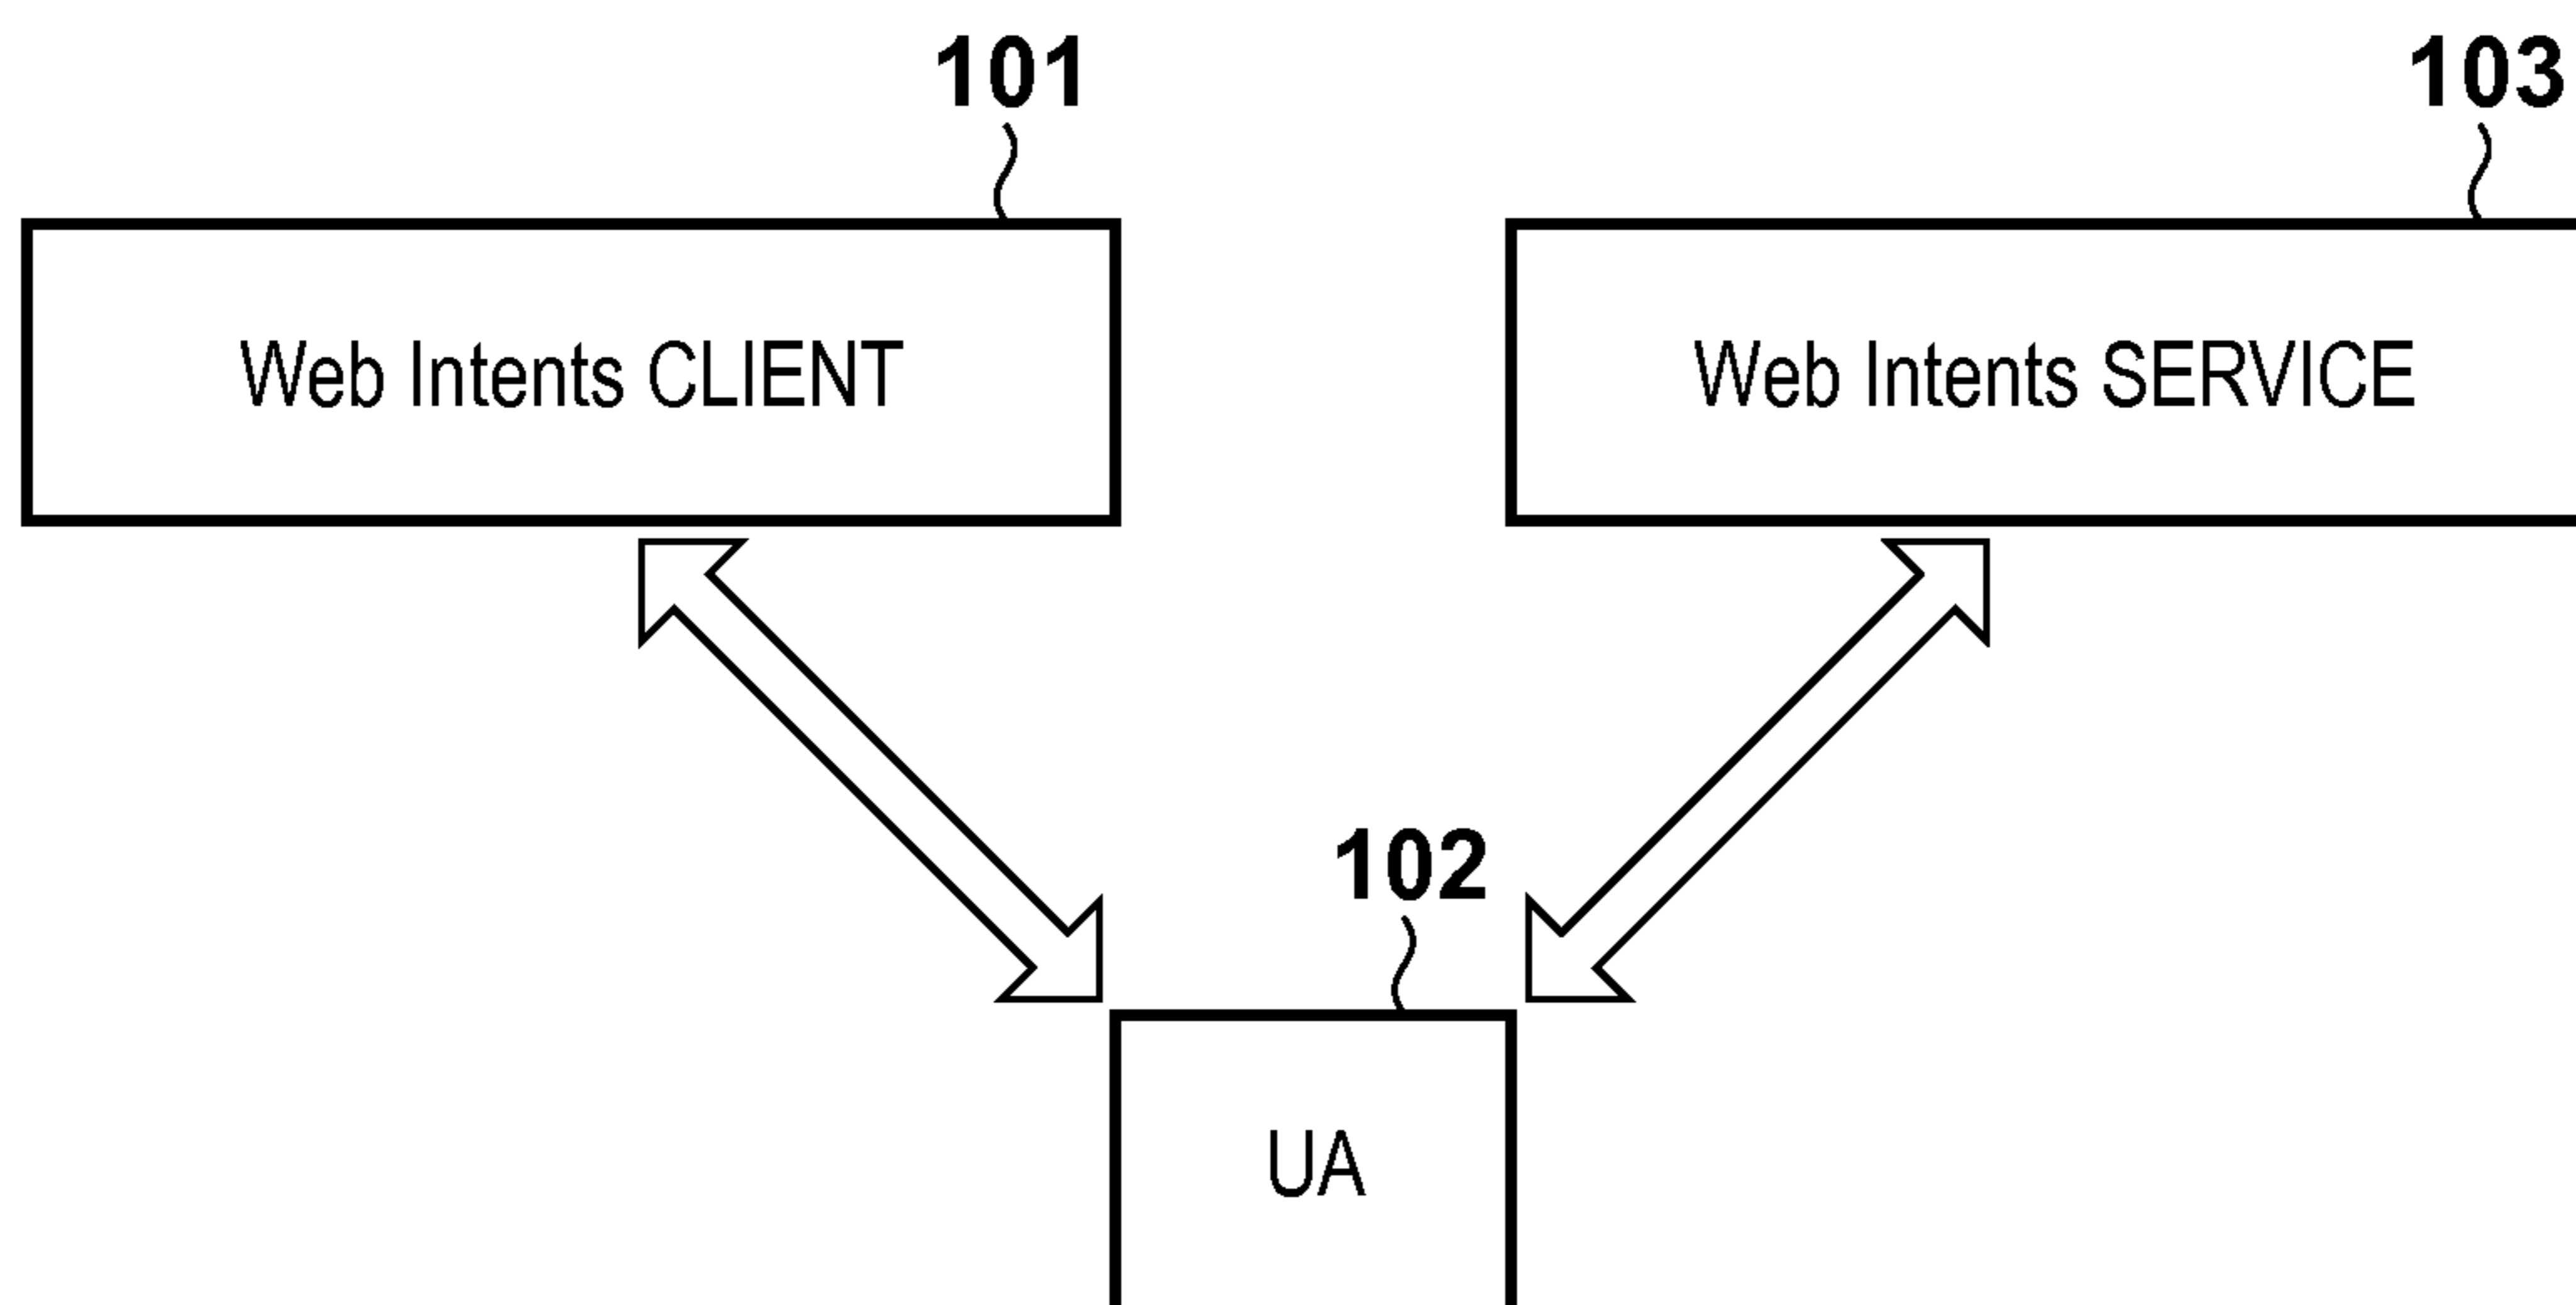 101
103
Web Intents CLIENT
Web Intents SERVICE
102
UA